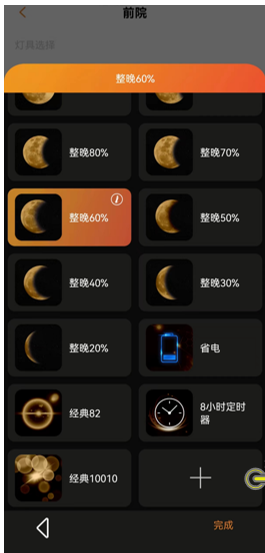 前院
灯具选择
整晚60%
整晚80%
整晚70%
整晚60%
整晚50%
整晚40%
整晚30%
整晚20%
省电
经典82
8小时定时
器
经典10010
完成